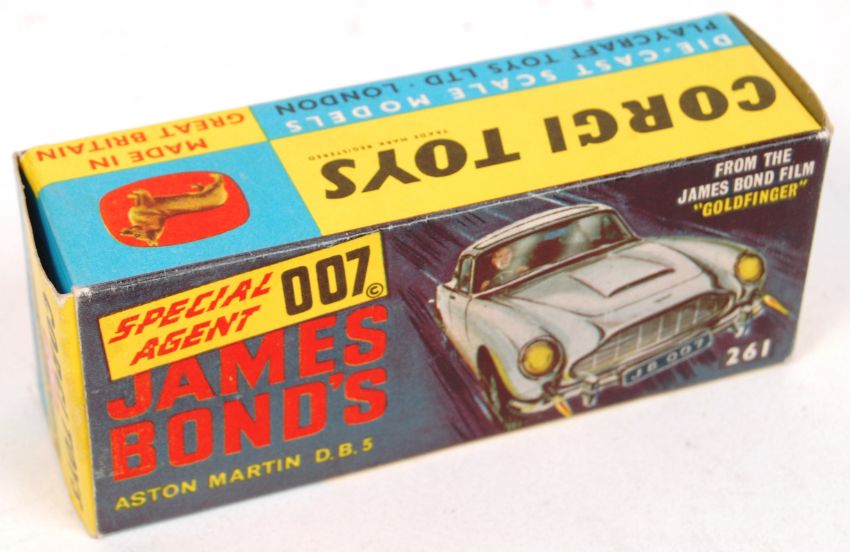 DIE-CAST SCALE MODELS
PLAYCRAFT TOYS LTD · LONDON
CORGI TOYS
TRADE MARK REGISTERED
MADE IN
GREAT BRITAIN
FROM THE
JAMES BOND FILM
"GOLDFINGER"
SPECIAL
AGENT
007©
JAMES
BOND'S
ASTON MARTIN D.B.5
JB 007
261